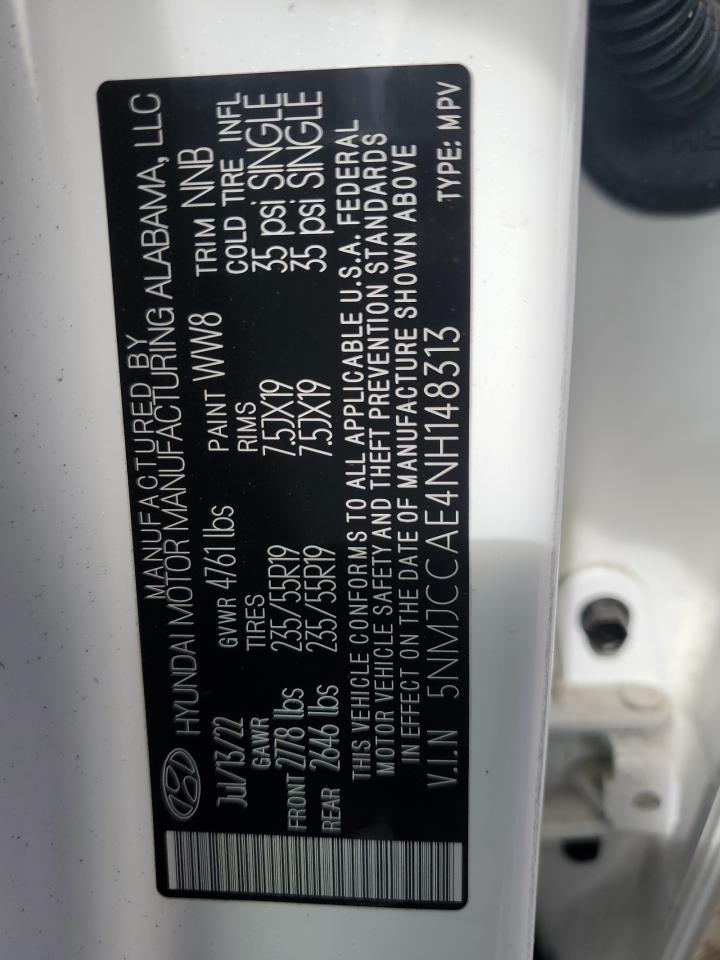 MANUFACTURED BY
HYUNDAI MOTOR MANUFACTURING ALABAMA, LLC
Jul/13/22 GVWR 4761 lbs PAINT WW8 TRIM NNB
GAWR TIRES RIMS COLD TIRE INFL
FRONT 2778 lbs 235/55R19 7.5JX19 35 psi SINGLE
REAR 2646 lbs 235/55R19 7.5JX19 35 psi SINGLE
THIS VEHICLE CONFORMS TO ALL APPLICABLE U.S.A. FEDERAL
MOTOR VEHICLE SAFETY AND THEFT PREVENTION STANDARDS
IN EFFECT ON THE DATE OF MANUFACTURE SHOWN ABOVE
V.I.N 5NMJCCAE4NH148313 TYPE: MPV